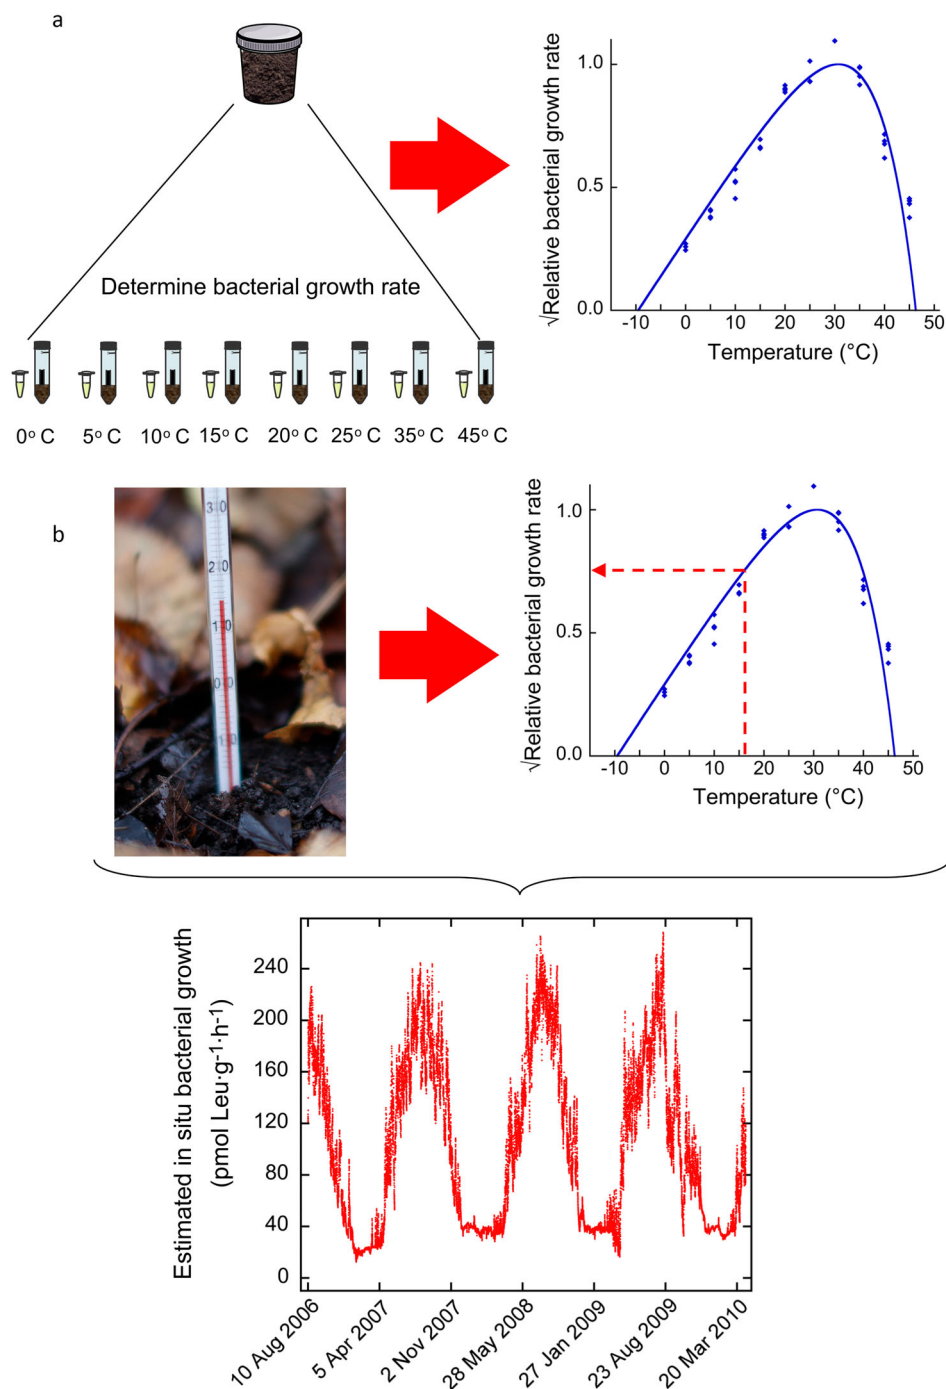 a
Determine bacterial growth rate
0° C
5° C
10° C
15° C
20° C
25° C
35° C
45° C
√Relative bacterial growth rate
1.0
0.5
0.0
-10
0
10
20
30
40
50
Temperature (°C)
b
30
20
10
0 0
10
√Relative bacterial growth rate
1.0
0.5
0.0
-10
0
10
20
30
40
50
Temperature (°C)
Estimated in situ bacterial growth
(pmol Leu·g⁻¹·h⁻¹)
240
200
160
120
80
40
0
10 Aug 2006
5 Apr 2007
2 Nov 2007
28 May 2008
27 Jan 2009
23 Aug 2009
20 Mar 2010